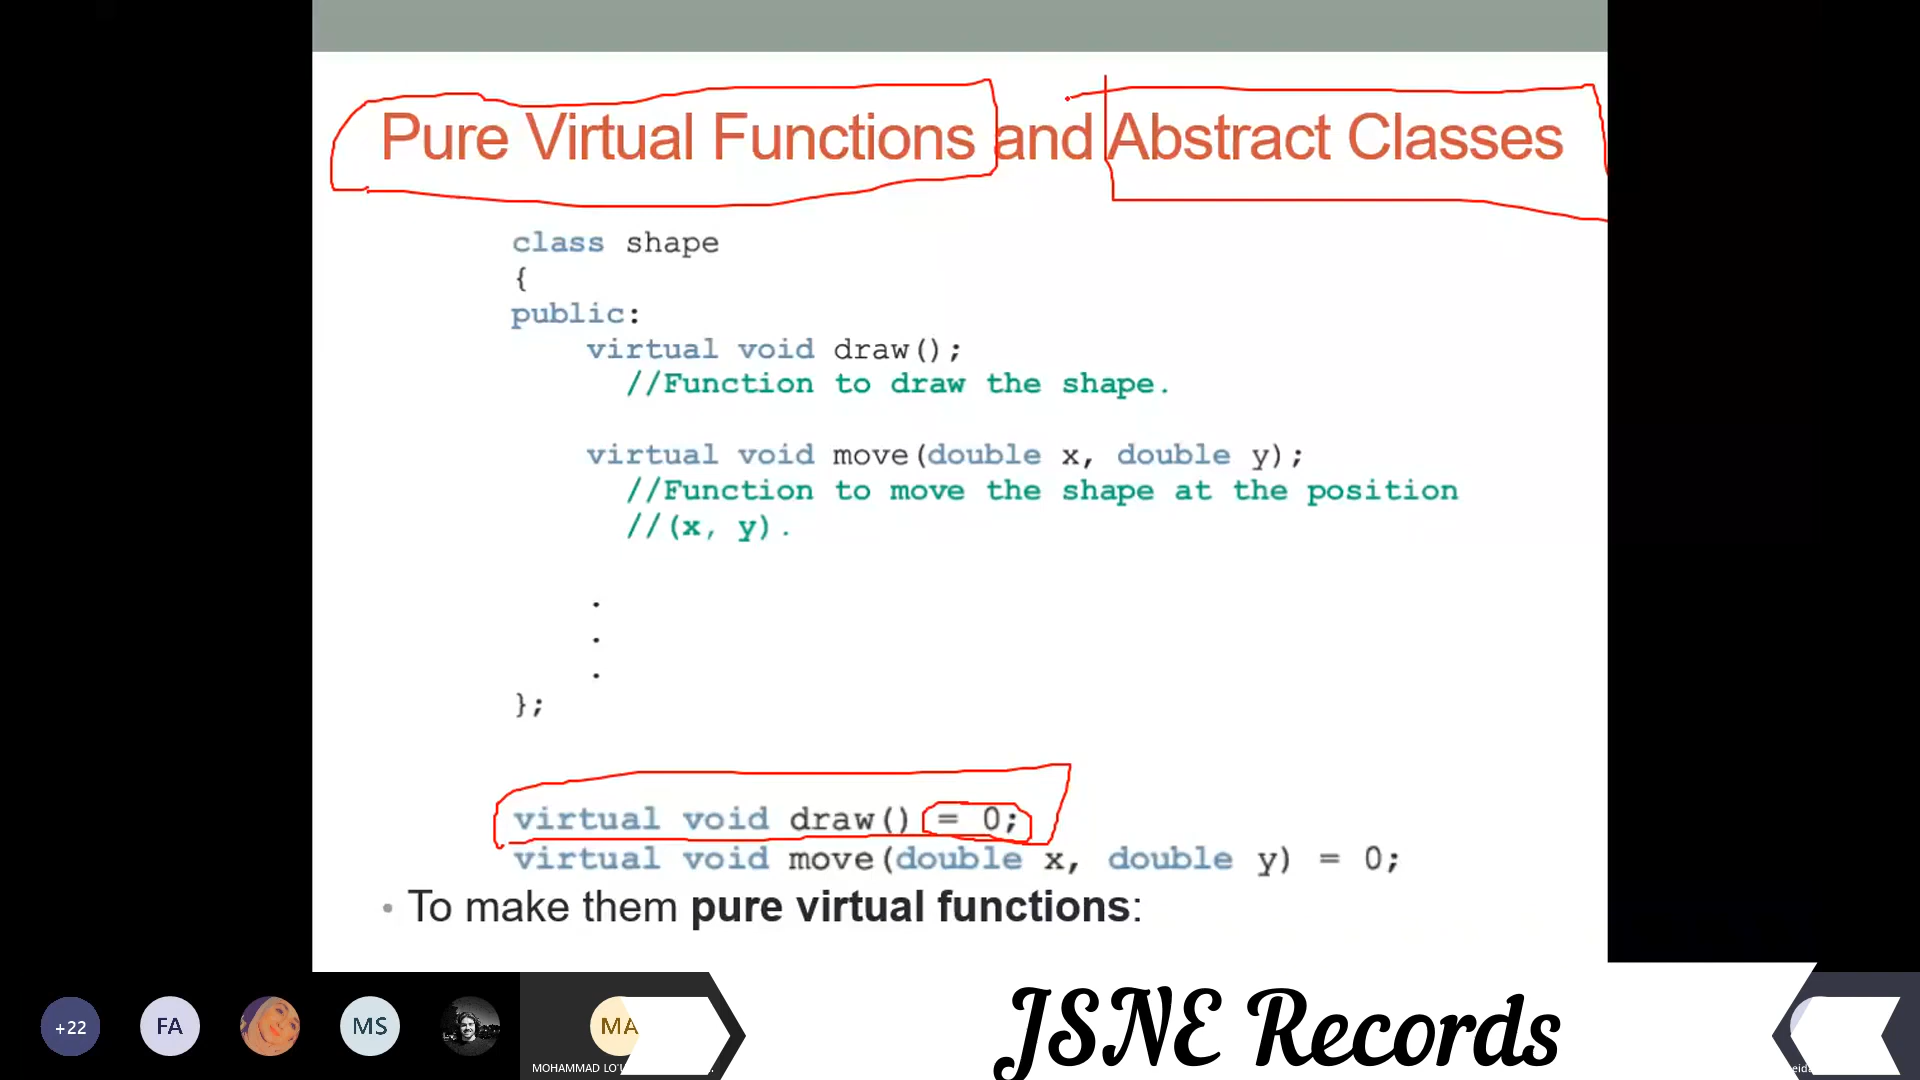 Pure Virtual Functions and Abstract Classes
class shape
{
public:
virtual void draw();
//Function to draw the shape.
virtual void move(double x, double y);
//Function to move the shape at the position
//(x, y).
.
.
.
};
virtual void draw() = 0;
virtual void move(double x, double y) = 0;
• To make them pure virtual functions:
+22
FA
MS
MA
MOHAMMAD
JSNE Records